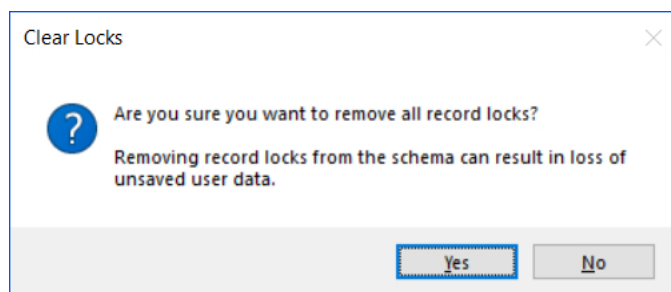 Clear Locks
Are you sure you want to remove all record locks?
Removing record locks from the schema can result in loss of
unsaved user data.
Yes
No